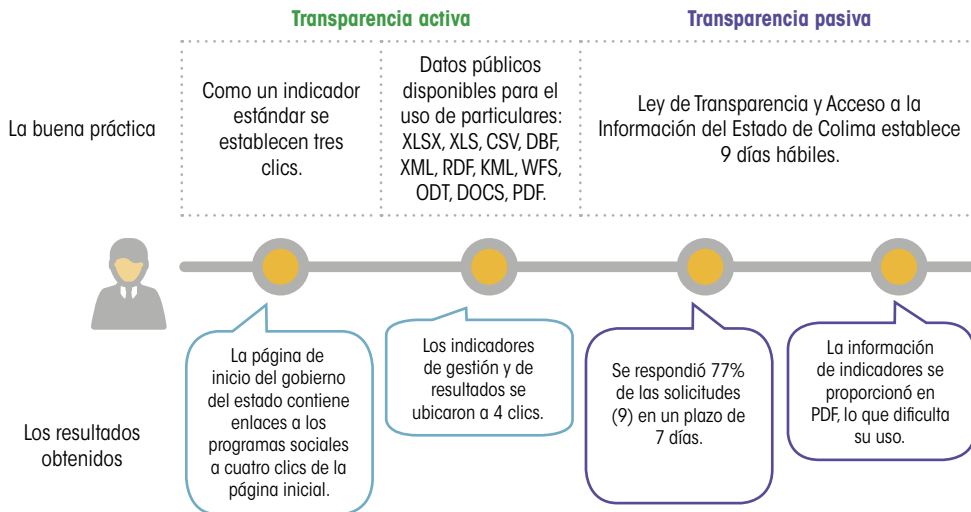 Transparencia activa
Transparencia pasiva
La buena práctica
Como un indicador
estándar se
establecen tres
clics.
Datos públicos
disponibles para el
uso de particulares:
XLSX, XLS, CSV, DBF,
XML, RDF, KML, WFS,
ODT, DOCS, PDF.
Ley de Transparencia y Acceso a la
Información del Estado de Colima establece
9 días hábiles.
Los resultados
obtenidos
La página de
inicio del gobierno
del estado contiene
enlaces a los
programas sociales
a cuatro clics de la
página inicial.
Los indicadores
de gestión y de
resultados se
ubicaron a 4 clics.
Se respondió 77%
de las solicitudes
(9) en un plazo de
7 días.
La información
de indicadores se
proporcionó en
PDF, lo que dificulta
su uso.